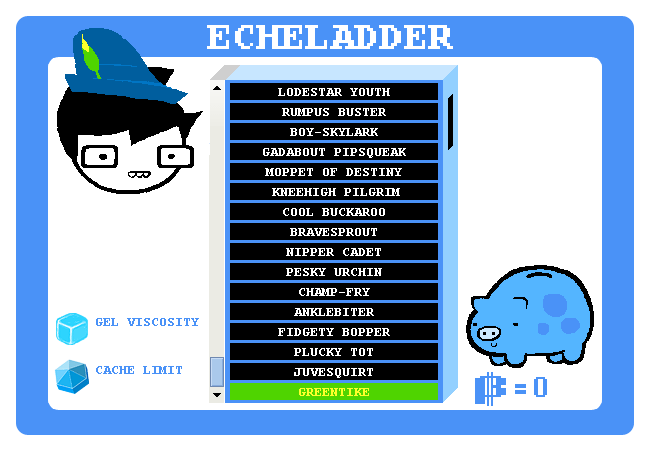 ECHELADDER
LODESTAR YOUTH
RUMPUS BUSTER
BOY-SKYLARK
GADABOUT PIPSQUEAK
MOPPET OF DESTINY
KNEEHIGH PILGRIM
COOL BUCKAROO
BRAVESPROUT
NIPPER CADET
PESKY URCHIN
CHAMP-FRY
ANKLEBITER
FIDGETY BOPPER
PLUCKY TOT
JUVESQUIRT
GREENTIKE
GEL VISCOSITY
CACHE LIMIT
= 0